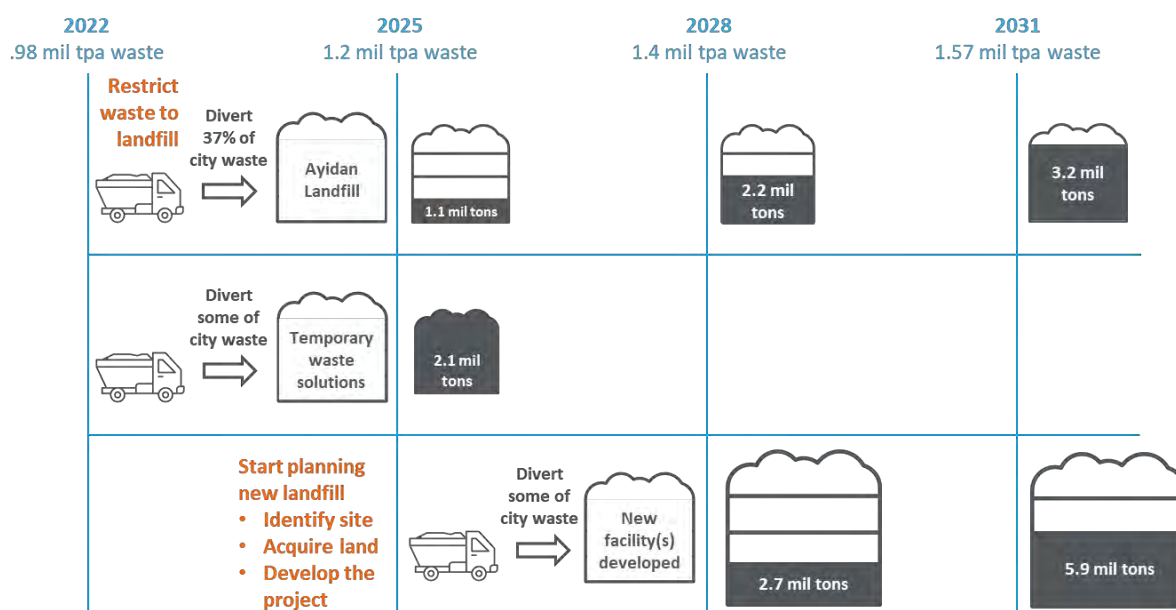 2022
.98 mil tpa waste
2025
1.2 mil tpa waste
2028
1.4 mil tpa waste
2031
1.57 mil tpa waste
Restrict
waste to
landfill
Divert
37% of
city waste
Ayidan
Landfill
1.1 mil tons
2.2 mil
tons
3.2 mil
tons
Divert
some of
city waste
Temporary
waste
solutions
2.1 mil
tons
Start planning
new landfill
• Identify site
• Acquire land
• Develop the
project
Divert
some of
city waste
New
facility(s)
developed
2.7 mil tons
5.9 mil tons